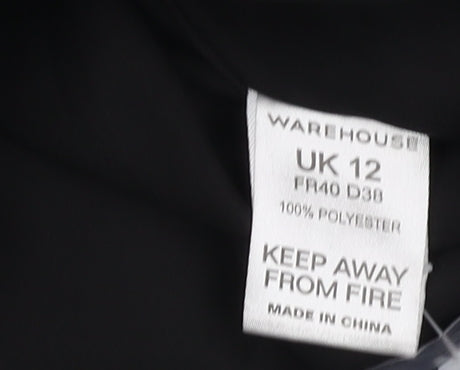 WAREHOUSE
UK 12
FR40 D38
100% POLYESTER
KEEP AWAY
FROM FIRE
MADE IN CHINA